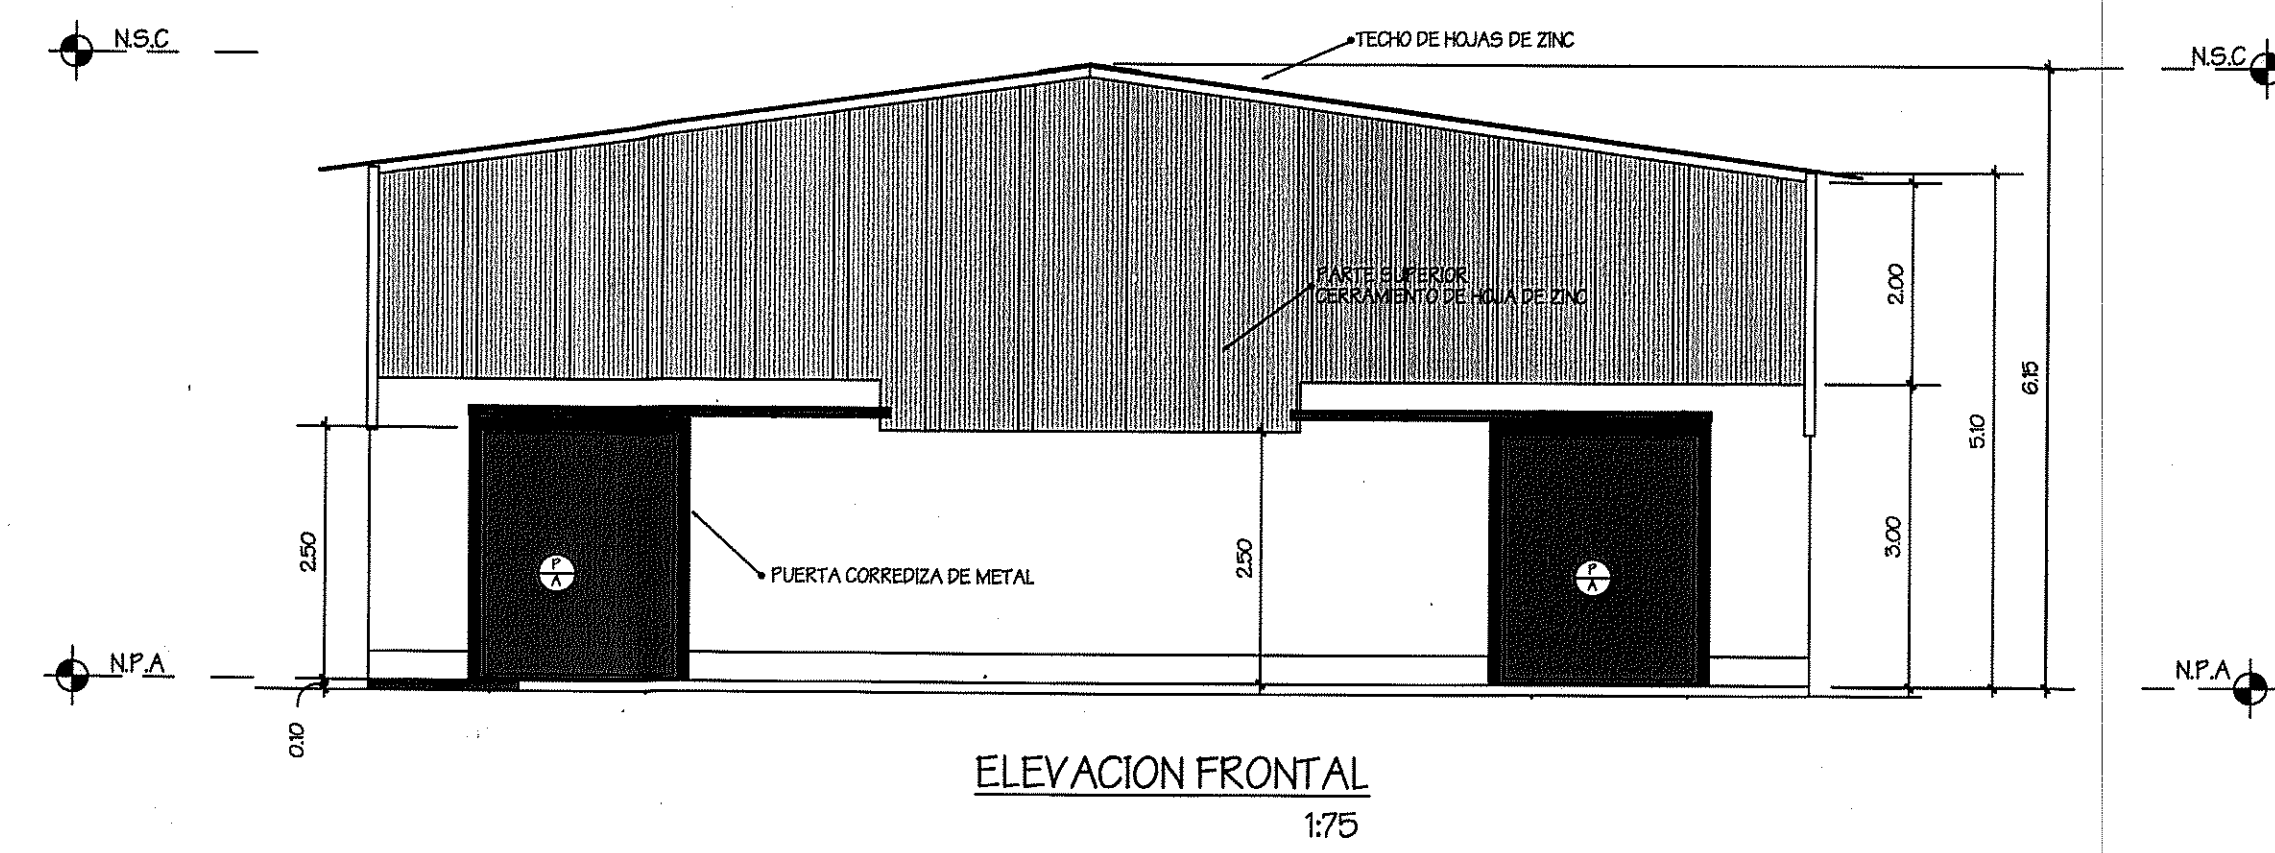 N.S.C
TECHO DE HOJAS DE ZINC
N.S.C
PARTE SUPERIOR
CERRAMIENTO DE HOJA DE ZINC
2.00
6.15
5.10
2.50
2.50
3.00
P
A
P
A
PUERTA CORREDIZA DE METAL
N.P.A
N.P.A
0.10
ELEVACION FRONTAL
1:75